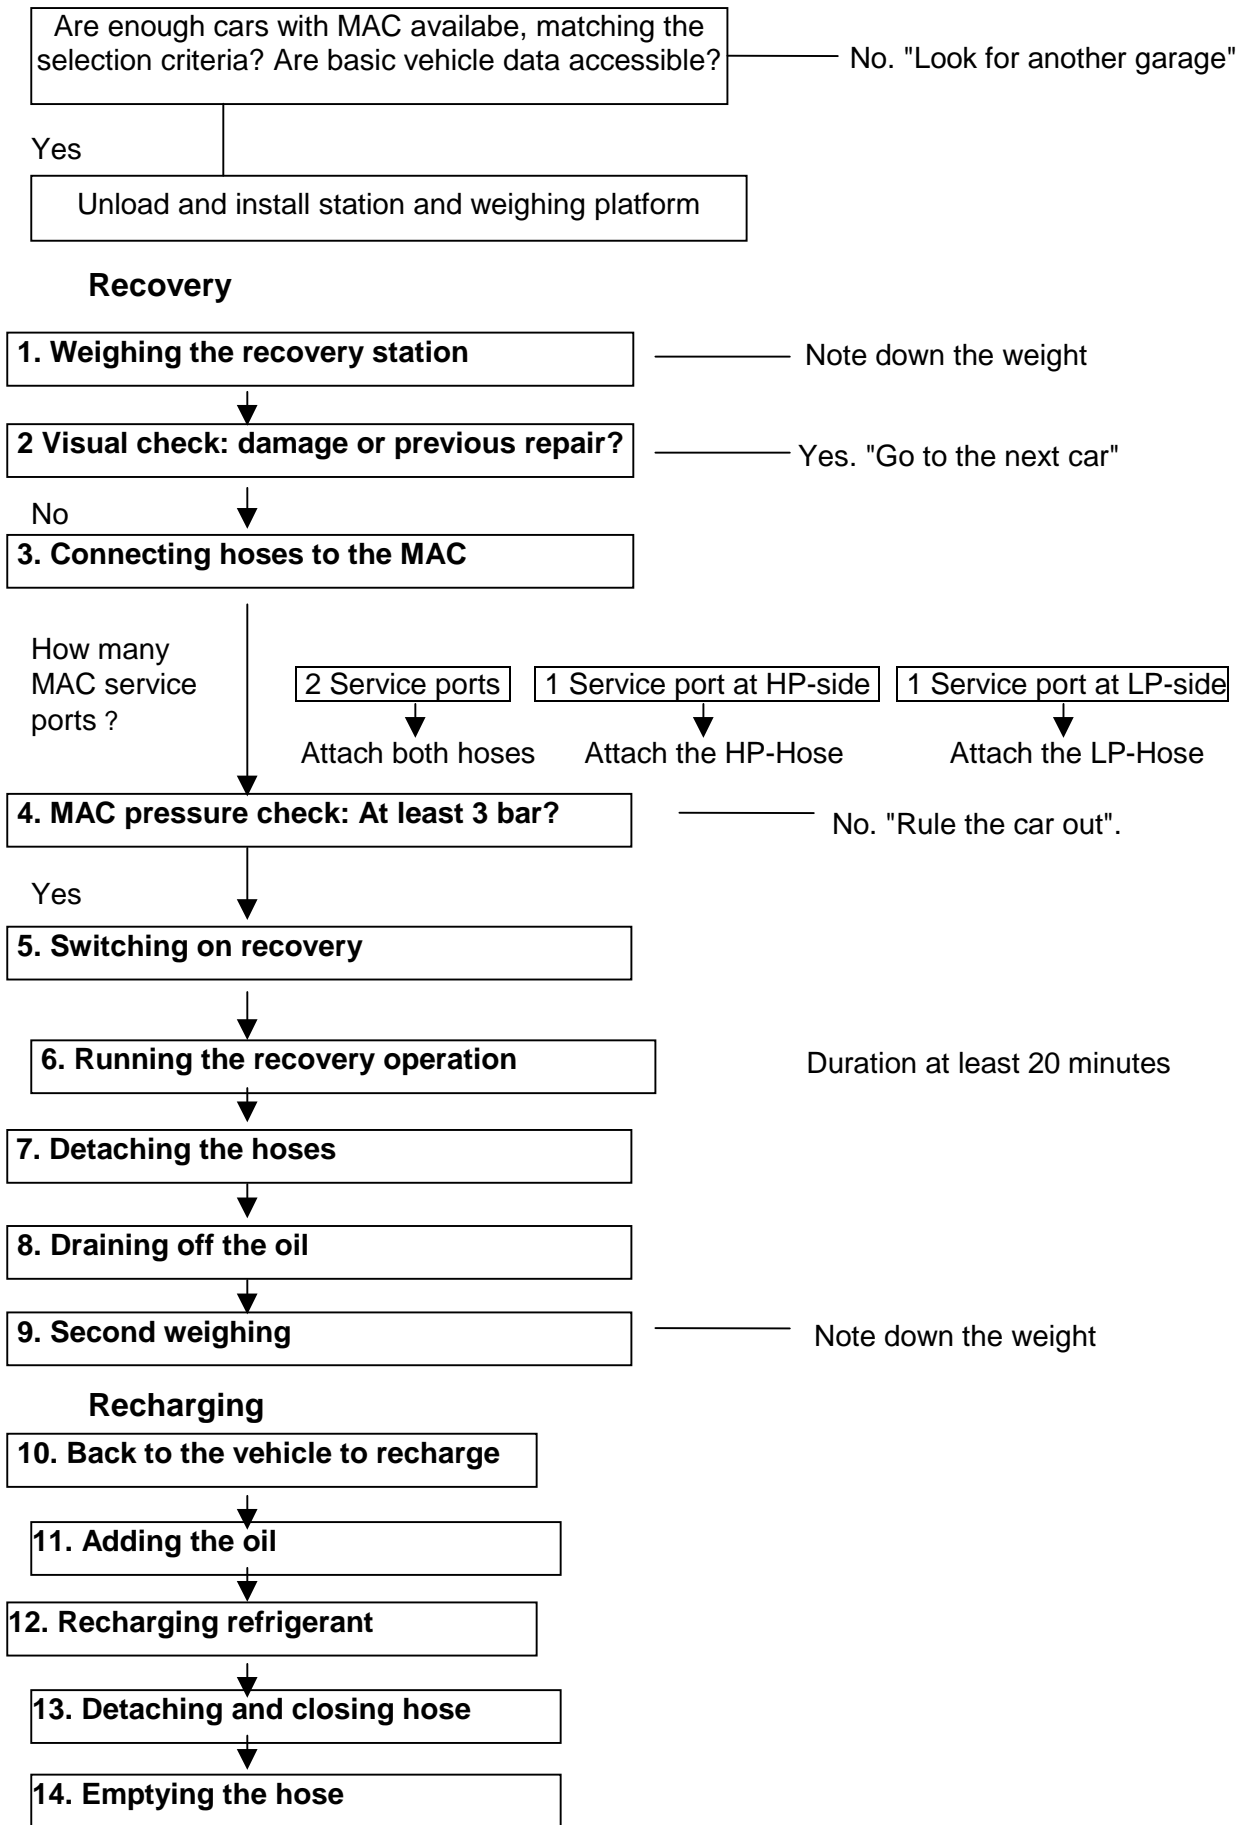 Are enough cars with MAC availabe, matching the
selection criteria? Are basic vehicle data accessible?
No. "Look for another garage"
Yes
Unload and install station and weighing platform
Recovery
1. Weighing the recovery station
Note down the weight
2 Visual check: damage or previous repair?
Yes. "Go to the next car"
No
3. Connecting hoses to the MAC
How many
MAC service
ports ?
2 Service ports
1 Service port at HP-side
1 Service port at LP-side
Attach both hoses
Attach the HP-Hose
Attach the LP-Hose
4. MAC pressure check: At least 3 bar?
No. "Rule the car out".
Yes
5. Switching on recovery
6. Running the recovery operation
Duration at least 20 minutes
7. Detaching the hoses
8. Draining off the oil
9. Second weighing
Note down the weight
Recharging
10. Back to the vehicle to recharge
11. Adding the oil
12. Recharging refrigerant
13. Detaching and closing hose
14. Emptying the hose